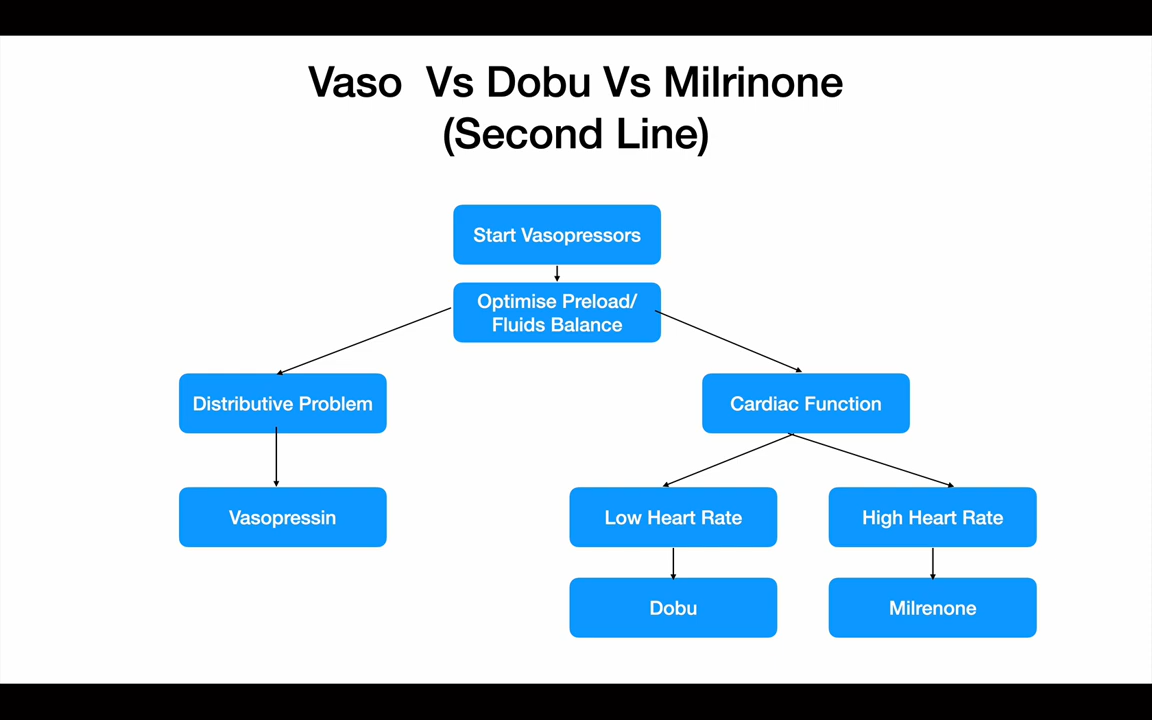 Vaso  Vs Dobu Vs Milrinone
(Second Line)
Start Vasopressors
Optimise Preload/
Fluids Balance
Distributive Problem
Cardiac Function
Vasopressin
Low Heart Rate
High Heart Rate
Dobu
Milrenone